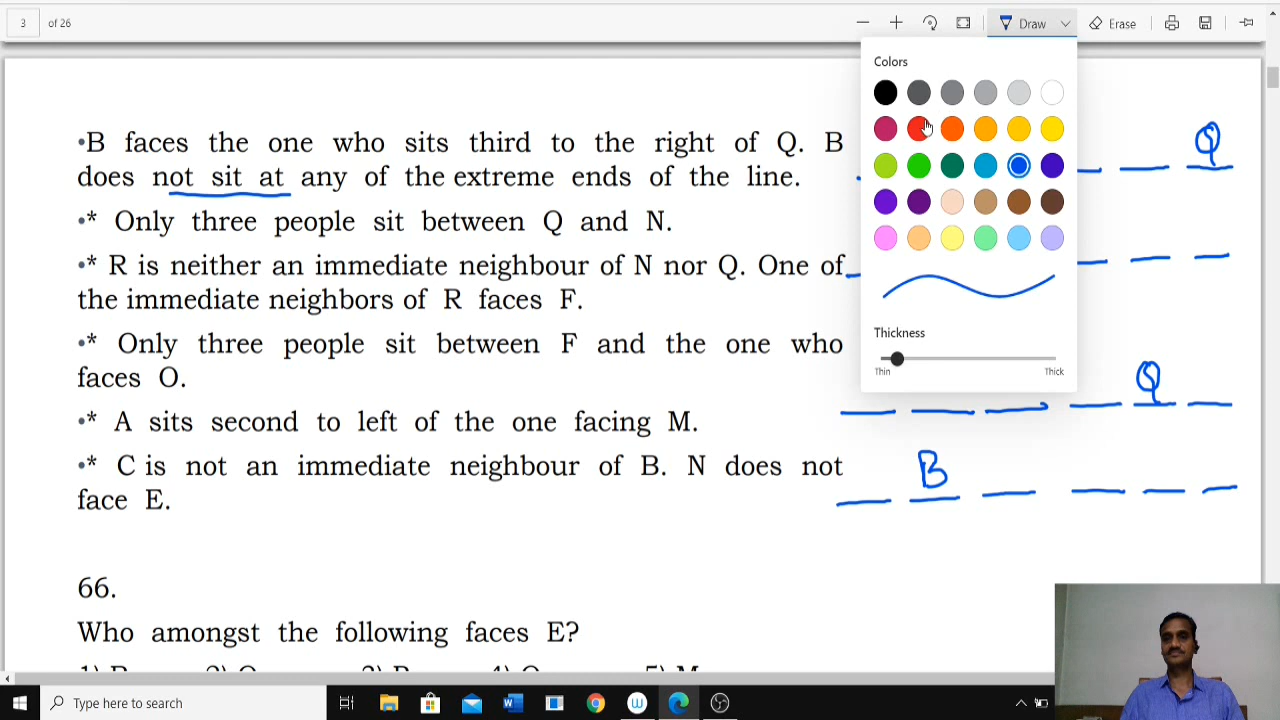 3 of 26
Draw
Erase
Colors
Thickness
Thin Thick
•B faces the one who sits third to the right of Q. B
does not sit at any of the extreme ends of the line.
•* Only three people sit between Q and N.
•* R is neither an immediate neighbour of N nor Q. One of
the immediate neighbors of R faces F.
•* Only three people sit between F and the one who
faces O.
•* A sits second to left of the one facing M.
•* C is not an immediate neighbour of B. N does not
face E.
Q
Q
B
66.
Who amongst the following faces E?
Type here to search